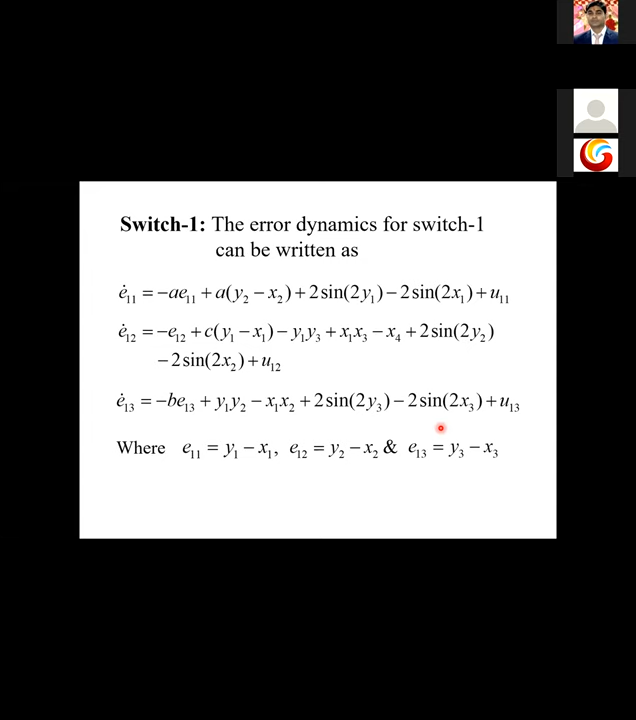 Switch-1: The error dynamics for switch-1
can be written as
ė₁₁ = −ae₁₁ + a(y₂ − x₂) + 2sin(2y₁) − 2sin(2x₁) + u₁₁
ė₁₂ = −e₁₂ + c(y₁ − x₁) − y₁y₃ + x₁x₃ − x₄ + 2sin(2y₂)
− 2sin(2x₂) + u₁₂
ė₁₃ = −be₁₃ + y₁y₂ − x₁x₂ + 2sin(2y₃) − 2sin(2x₃) + u₁₃
Where e₁₁ = y₁ − x₁, e₁₂ = y₂ − x₂ & e₁₃ = y₃ − x₃